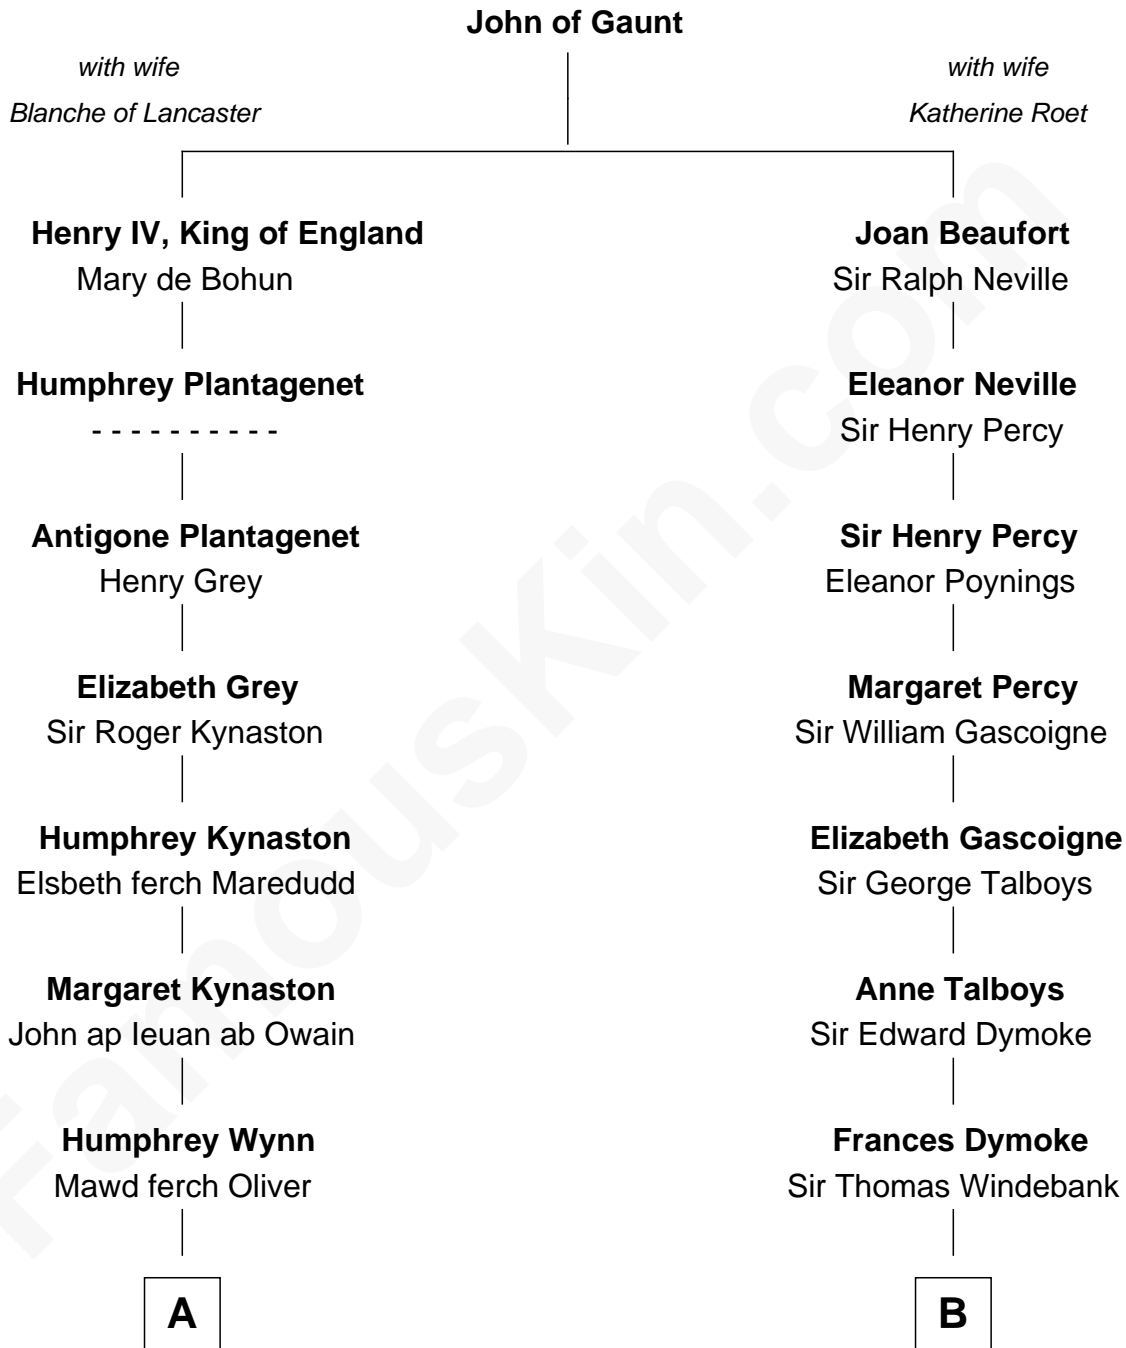 John of Gaunt
with wife
Blanche of Lancaster
with wife
Katherine Roet
Henry IV, King of England
Mary de Bohun
Joan Beaufort
Sir Ralph Neville
Humphrey Plantagenet
- - - - - - - - - -
Eleanor Neville
Sir Henry Percy
Antigone Plantagenet
Henry Grey
Sir Henry Percy
Eleanor Poynings
Elizabeth Grey
Sir Roger Kynaston
Margaret Percy
Sir William Gascoigne
Humphrey Kynaston
Elsbeth ferch Maredudd
Elizabeth Gascoigne
Sir George Talboys
Margaret Kynaston
John ap Ieuan ab Owain
Anne Talboys
Sir Edward Dymoke
Humphrey Wynn
Mawd ferch Oliver
Frances Dymoke
Sir Thomas Windebank
A
B
FamousKin.com